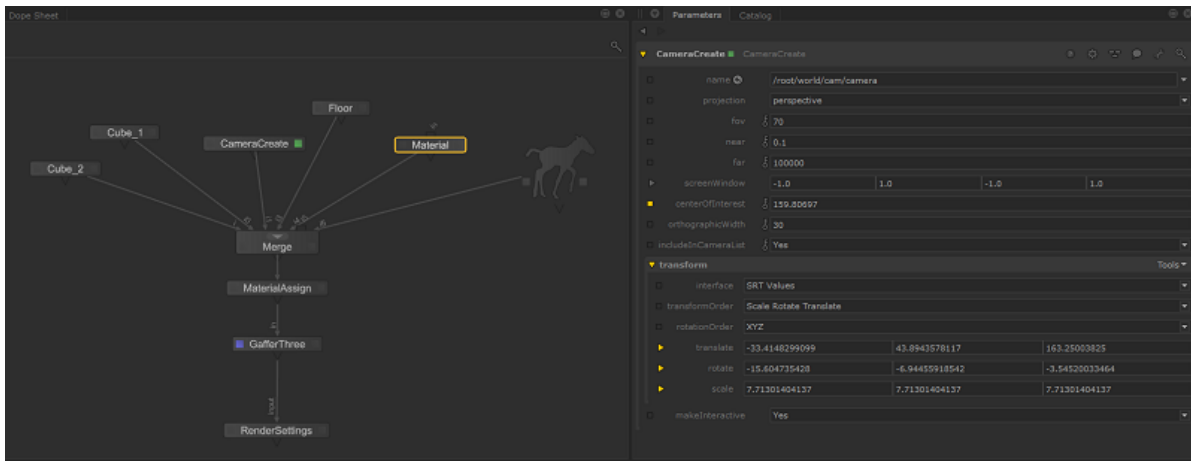 Dope Sheet
Floor
Cube_1
CameraCreate
Material
Cube_2
Merge
MaterialAssign
in
GafferThree
input
RenderSettings
Parameters Catalog
CameraCreate CameraCreate
name /root/world/cam/camera
projection perspective
fov 70
near 0.1
far 100000
screenWindow -1.0 1.0 -1.0 1.0
centerOfInterest 159.80697
orthographicWidth 30
includeInCameraList Yes
transform Tools
interface SRT Values
transformOrder Scale Rotate Translate
rotationOrder XYZ
translate -33.4148299099 43.8943578117 163.25003825
rotate -15.604735428 -6.94455918542 -3.54520033464
scale 7.71301404137 7.71301404137 7.71301404137
makeInteractive Yes